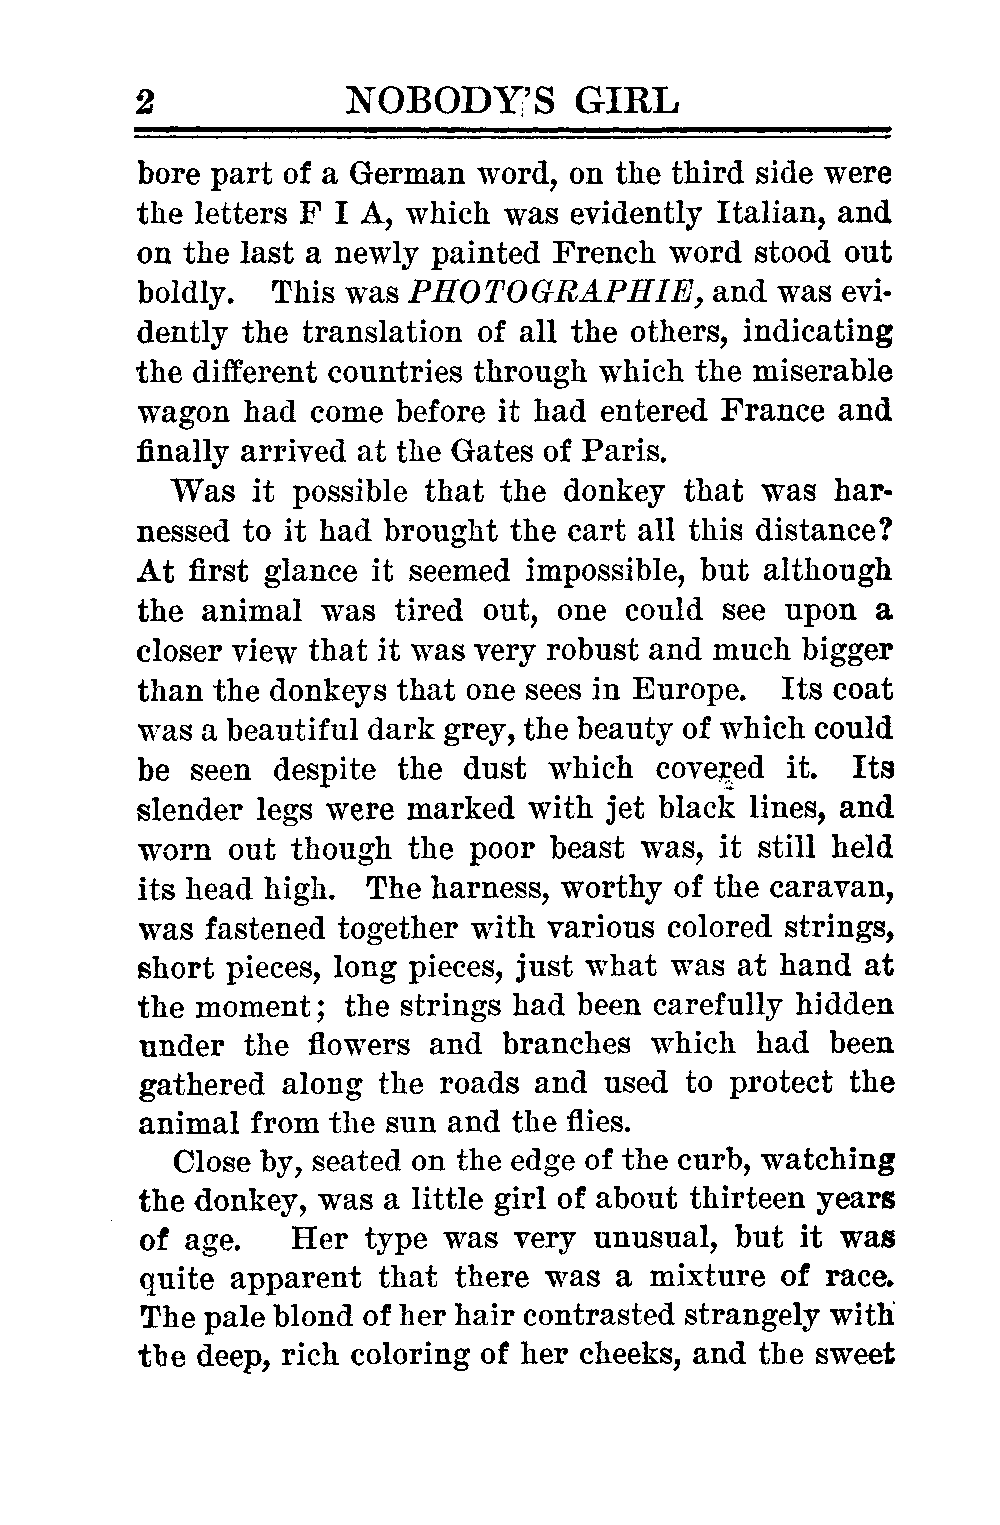 2 NOBODY'S GIRL
bore part of a German word, on the third side were
the letters F I A, which was evidently Italian, and
on the last a newly painted French word stood out
boldly. This was PHOTOGRAPHIE, and was evi-
dently the translation of all the others, indicating
the different countries through which the miserable
wagon had come before it had entered France and
finally arrived at the Gates of Paris.
Was it possible that the donkey that was har-
nessed to it had brought the cart all this distance?
At first glance it seemed impossible, but although
the animal was tired out, one could see upon a
closer view that it was very robust and much bigger
than the donkeys that one sees in Europe. Its coat
was a beautiful dark grey, the beauty of which could
be seen despite the dust which covered it. Its
slender legs were marked with jet black lines, and
worn out though the poor beast was, it still held
its head high. The harness, worthy of the caravan,
was fastened together with various colored strings,
short pieces, long pieces, just what was at hand at
the moment; the strings had been carefully hidden
under the flowers and branches which had been
gathered along the roads and used to protect the
animal from the sun and the flies.
Close by, seated on the edge of the curb, watching
the donkey, was a little girl of about thirteen years
of age. Her type was very unusual, but it was
quite apparent that there was a mixture of race.
The pale blond of her hair contrasted strangely with
the deep, rich coloring of her cheeks, and the sweet